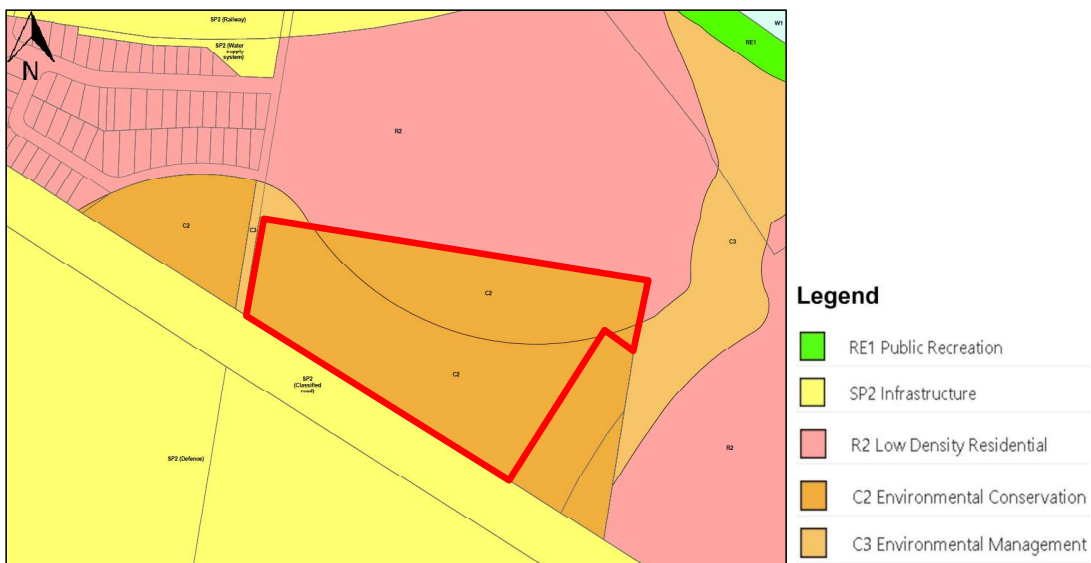 SP2 (Railway)
W1
RE1
SP2 (Water
supply
system)
N
R2
C2
C3
C3
C2
C2
SP2
(Classified
road)
SP2 (Defence)
R2
Legend
RE1 Public Recreation
SP2 Infrastructure
R2 Low Density Residential
C2 Environmental Conservation
C3 Environmental Management